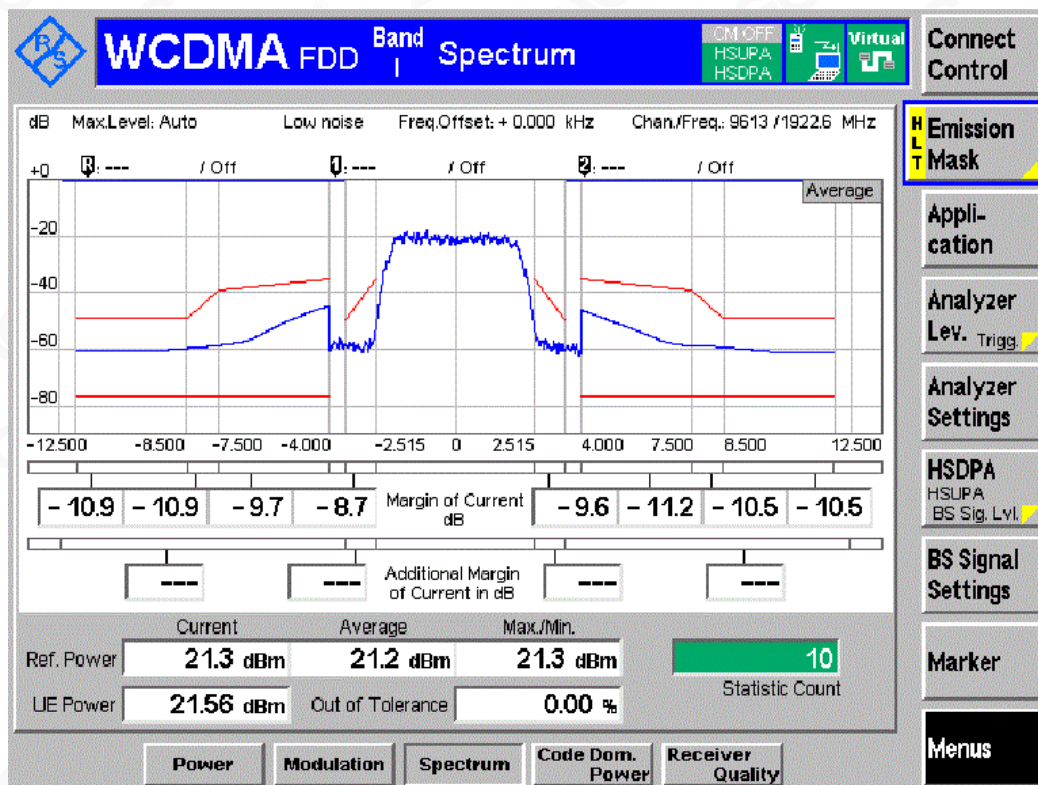 R S
WCDMA FDD Band I Spectrum
CM OFF
HSUPA
HSDPA
Virtual
Connect Control
dB Max.Level: Auto Low noise Freq.Offset: + 0.000 kHz Chan./Freq.: 9613 / 1922.6 MHz
HLT Emission Mask
R: --- / Off 1: --- / Off 2: --- / Off
+0
Average
-20
-40
-60
-80
Appli-
cation
Analyzer
Lev. Trigg.
Analyzer
Settings
-12.500 -8.500 -7.500 -4.000 -2.515 0 2.515 4.000 7.500 8.500 12.500
HSDPA
HSUPA
BS Sig. Lvl.
- 10.9 - 10.9 - 9.7 - 8.7 Margin of Current dB - 9.6 - 11.2 - 10.5 - 10.5
--- --- Additional Margin of Current in dB --- ---
BS Signal
Settings
Current Average Max./Min.
Ref. Power 21.3 dBm 21.2 dBm 21.3 dBm 10
Statistic Count
UE Power 21.56 dBm Out of Tolerance 0.00 %
Marker
Menus
Power Modulation Spectrum Code Dom. Power Receiver Quality